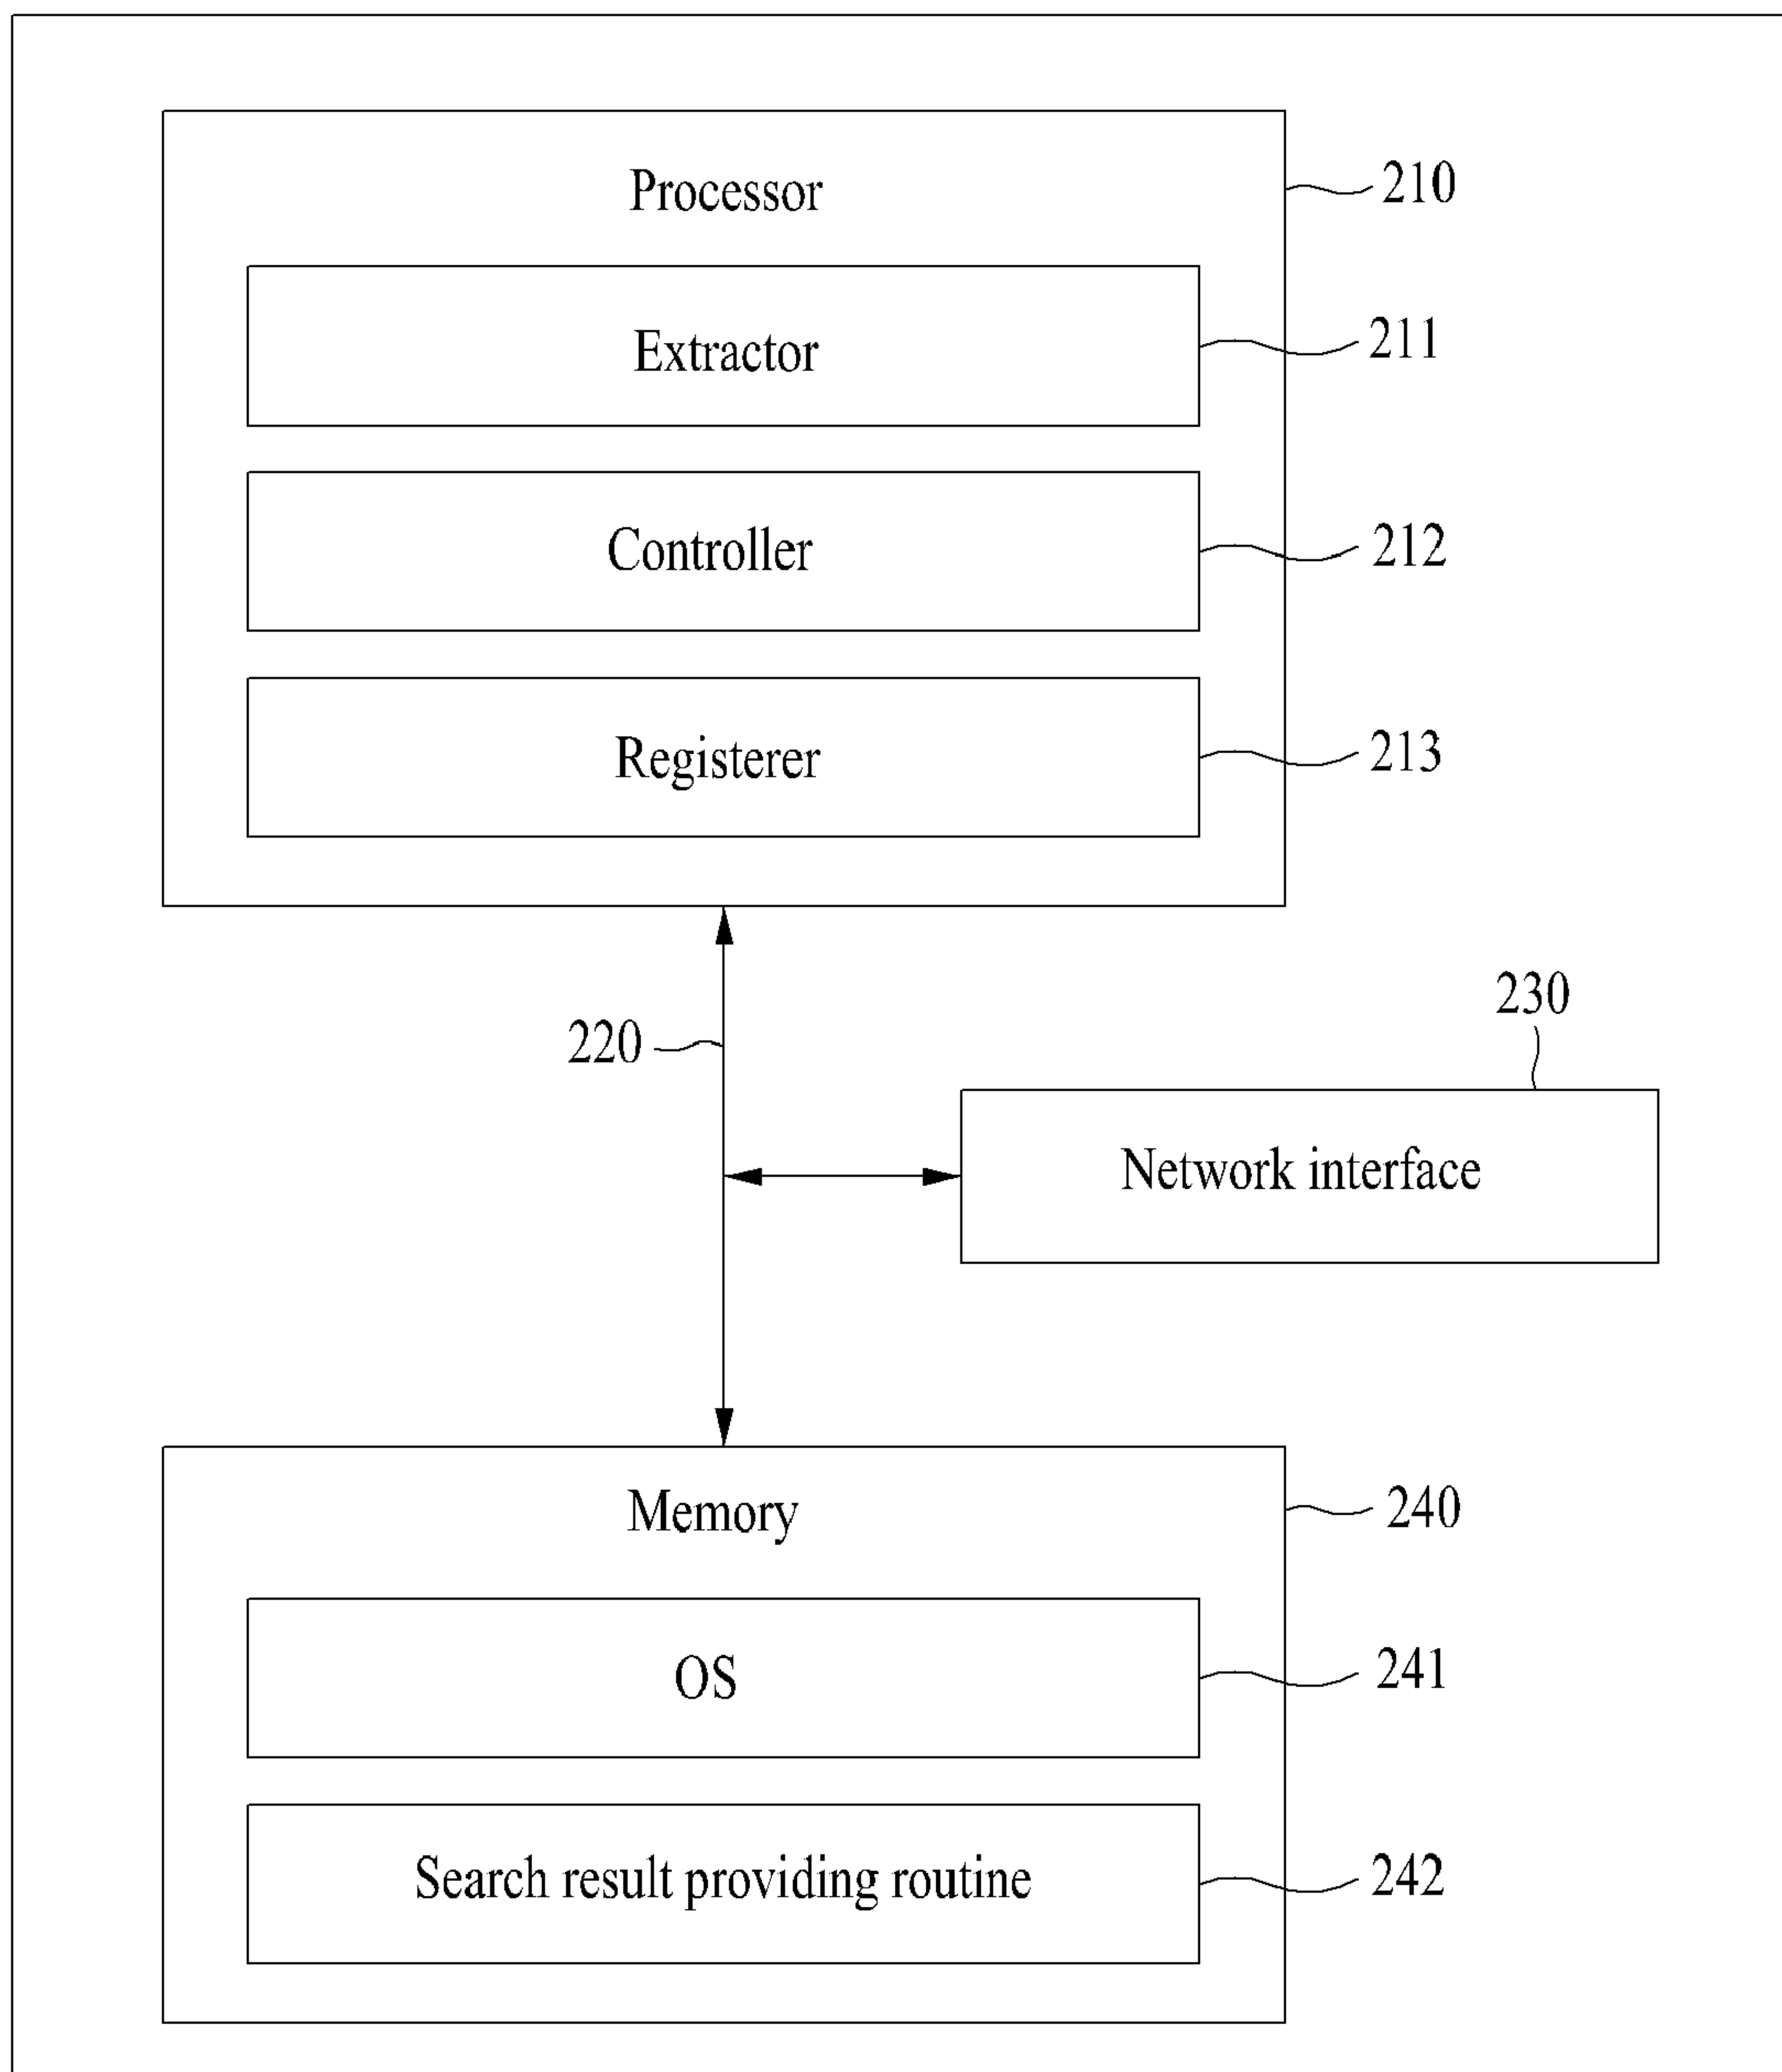 Processor
210
Extractor
211
Controller
212
Registerer
213
220
230
Network interface
Memory
240
OS
241
Search result providing routine
242